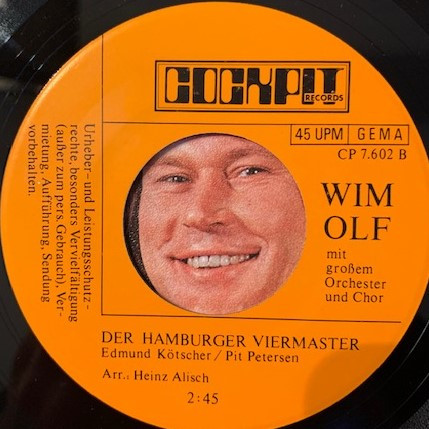 COCKPIT
RECORDS
45 UPM GEMA
CP 7.602 B
WIM
OLF
mit
großem
Orchester
und Chor
Urheber- und Leistungsschutz-
rechte, besonders Vervielfältigung
(außer zum pers. Gebrauch), Ver-
mietung, Aufführung, Sendung
vorbehalten.
DER HAMBURGER VIERMASTER
Edmund Kötscher / Pit Petersen
Arr.: Heinz Alisch
2:45